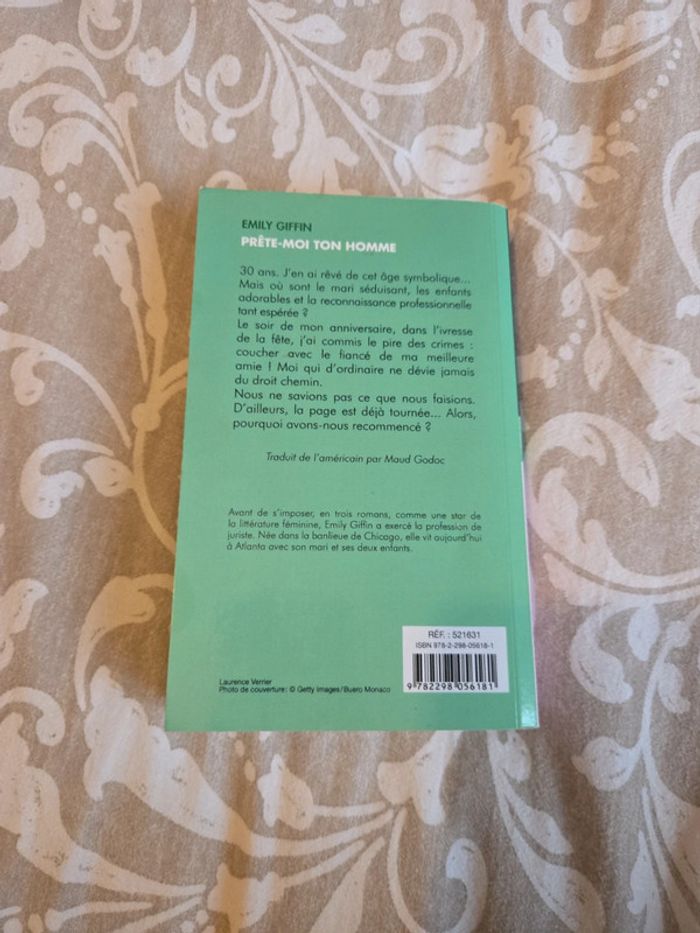 EMILY GIFFIN
PRÊTE-MOI TON HOMME
30 ans. J'en ai rêvé de cet âge symbolique...
Mais où sont le mari séduisant, les enfants
adorables et la reconnaissance professionnelle
tant espérée ?
Le soir de mon anniversaire, dans l'ivresse
de la fête, j'ai commis le pire des crimes :
coucher avec le fiancé de ma meilleure
amie ! Moi qui d'ordinaire ne dévie jamais
du droit chemin.
Nous ne savions pas ce que nous faisions.
D'ailleurs, la page est déjà tournée... Alors,
pourquoi avons-nous recommencé ?
Traduit de l'américain par Maud Godoc
Avant de s'imposer, en trois romans, comme une star de
la littérature féminine, Emily Giffin a exercé la profession de
juriste. Née dans la banlieue de Chicago, elle vit aujourd'hui
à Atlanta avec son mari et ses deux enfants.
RÉF. : 521631
ISBN 978-2-298-05618-1
9 782298 056181
Laurence Verrier
Photo de couverture : © Getty Images/Buero Monaco